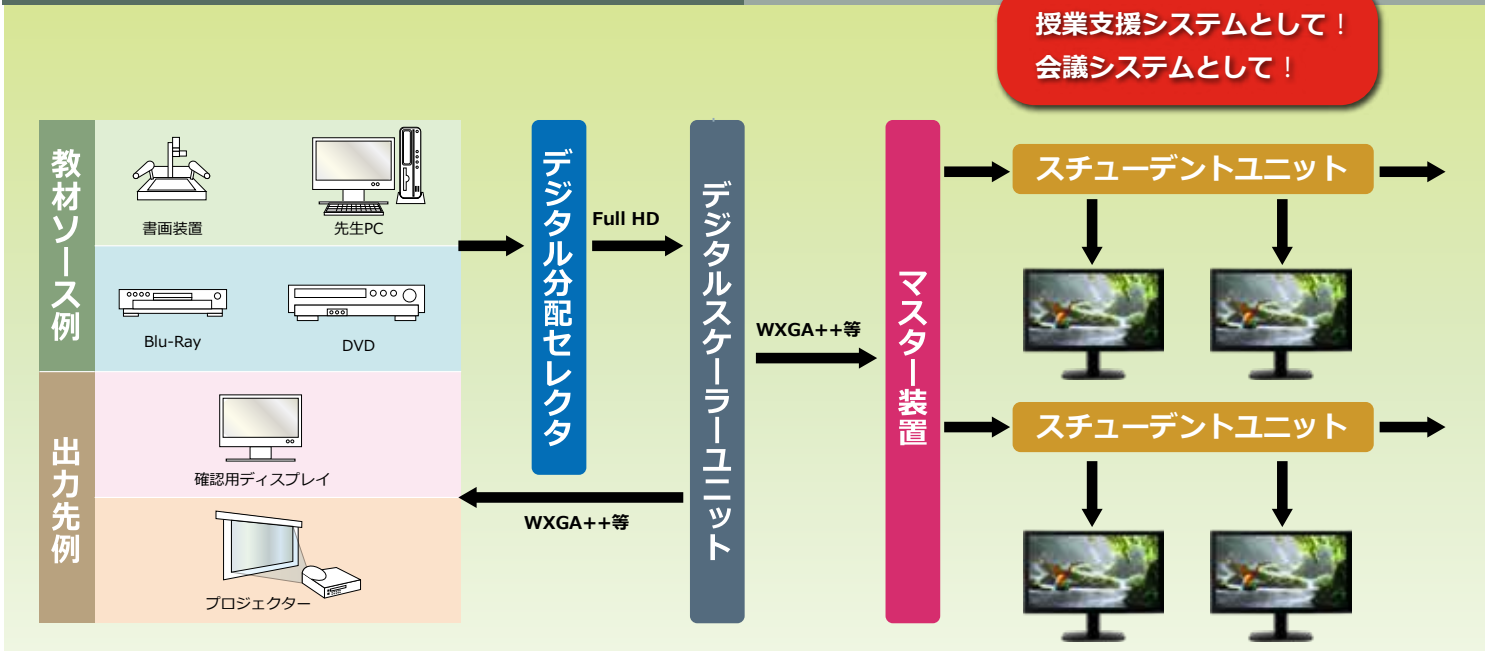 授業支援システムとして！
会議システムとして！
教材ソース例
書画装置
先生PC
Blu-Ray
DVD
出力先例
確認用ディスプレイ
プロジェクター
デジタル分配セレクタ
Full HD
WXGA++等
デジタルスケーラーユニット
WXGA++等
マスター装置
スチューデントユニット
スチューデントユニット